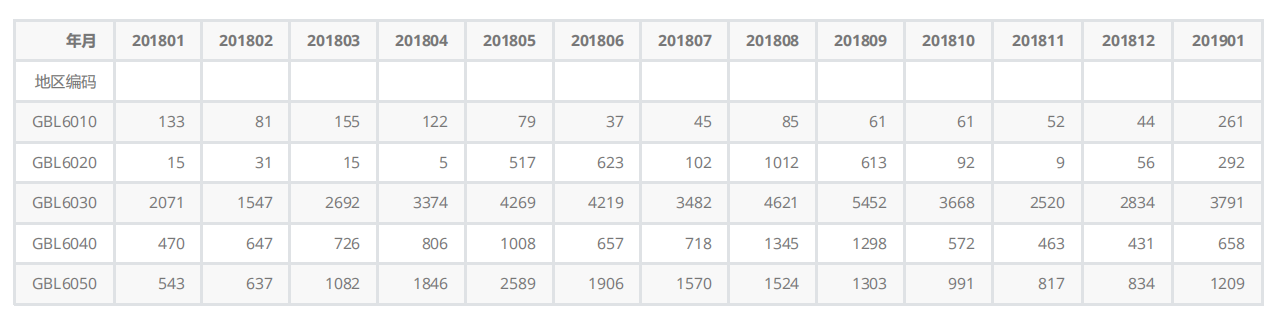 年月 201801 201802 201803 201804 201805 201806 201807 201808 201809 201810 201811 201812 201901
地区编码
GBL6010 133 81 155 122 79 37 45 85 61 61 52 44 261
GBL6020 15 31 15 5 517 623 102 1012 613 92 9 56 292
GBL6030 2071 1547 2692 3374 4269 4219 3482 4621 5452 3668 2520 2834 3791
GBL6040 470 647 726 806 1008 657 718 1345 1298 572 463 431 658
GBL6050 543 637 1082 1846 2589 1906 1570 1524 1303 991 817 834 1209